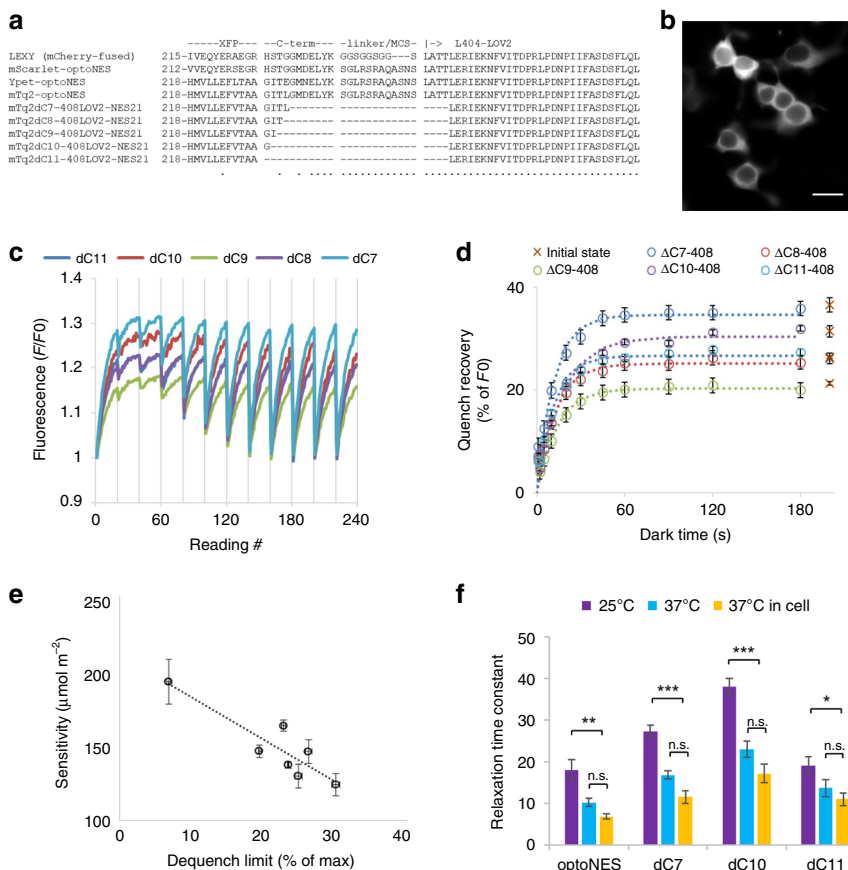 a
-----XFP-----C-term--- -linker/MCS- |-> L404-LOV2
LEXY (mCherry-fused) 215-IVEQYERAEGR HSTGGMDELYK GGSGGSGG---S LATTLERIEKNFVITDPRLPDNPIIFASDSFLQL
mScarlet-optoNES 212-VVEQYERSEGR HSTGGMDELYK SGLRSRAQASNS LATTLERIEKNFVITDPRLPDNPIIFASDSFLQL
Ypet-optoNES 218-HMVLLEFLTAA GITEGMNELYK SGLRSRAQASNS LATTLERIEKNFVITDPRLPDNPIIFASDSFLQL
mTq2-optoNES 218-HMVLLEFVTAA GITLGMDELYK SGLRSRAQASNS LATTLERIEKNFVITDPRLPDNPIIFASDSFLQL
mTq2dC7-408LOV2-NES21 218-HMVLLEFVTAA GITL------- ------------ ----LERIEKNFVITDPRLPDNPIIFASDSFLQL
mTq2dC8-408LOV2-NES21 218-HMVLLEFVTAA GIT-------- ------------ ----LERIEKNFVITDPRLPDNPIIFASDSFLQL
mTq2dC9-408LOV2-NES21 218-HMVLLEFVTAA GI--------- ------------ ----LERIEKNFVITDPRLPDNPIIFASDSFLQL
mTq2dC10-408LOV2-NES21 218-HMVLLEFVTAA G---------- ------------ ----LERIEKNFVITDPRLPDNPIIFASDSFLQL
mTq2dC11-408LOV2-NES21 218-HMVLLEFVTAA ----------- ------------ ----LERIEKNFVITDPRLPDNPIIFASDSFLQL
b
c
dC11 dC10 dC9 dC8 dC7
1.4
1.3
1.2
1.1
1
0.9
Fluorescence (F/F0)
0 60 120 180 240
Reading #
d
Initial state ΔC7-408 ΔC8-408
ΔC9-408 ΔC10-408 ΔC11-408
40
20
0
Quench recovery
(% of F0)
0 60 120 180
Dark time (s)
e
250
200
150
100
Sensitivity (μmol m⁻²)
0 10 20 30 40
Dequench limit (% of max)
f
25°C 37°C 37°C in cell
50
40
30
20
10
0
Relaxation time constant
**
n.s.
***
n.s.
***
n.s.
*
n.s.
optoNES dC7 dC10 dC11